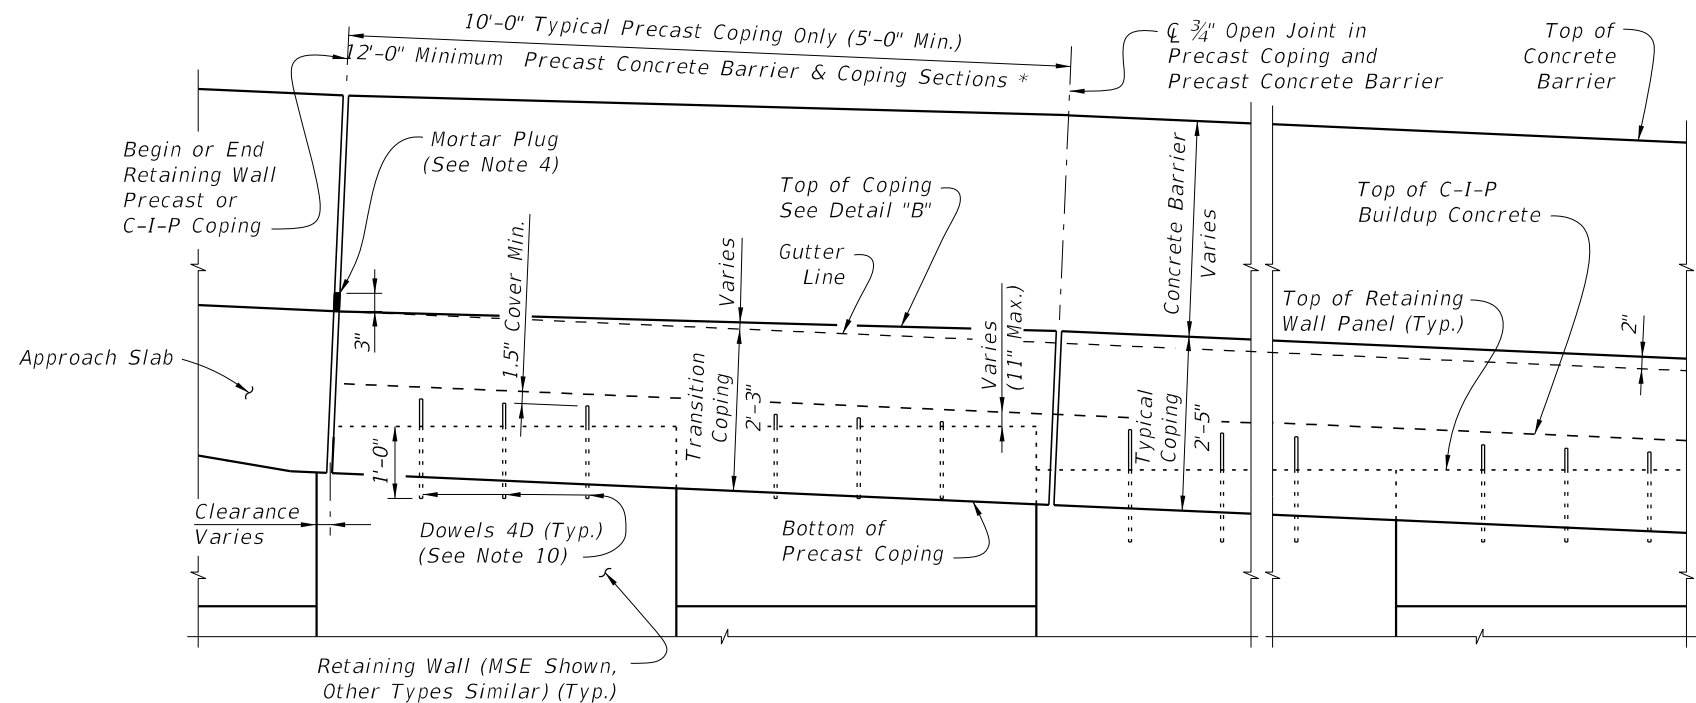 10'-0" Typical Precast Coping Only (5'-0" Min.)
12'-0" Minimum Precast Concrete Barrier & Coping Sections *
℄ ¾" Open Joint in
Precast Coping and
Precast Concrete Barrier
Top of
Concrete
Barrier
Begin or End
Retaining Wall
Precast or
C-I-P Coping
Mortar Plug
(See Note 4)
Top of Coping
See Detail "B"
Gutter
Line
Concrete Barrier
Varies
Top of C-I-P
Buildup Concrete
Top of Retaining
Wall Panel (Typ.)
2"
Approach Slab
3"
1.5" Cover Min.
Varies
Transition
Coping
2'-3"
Varies
(11" Max.)
Typical
Coping
2'-5"
1'-0"
Clearance
Varies
Dowels 4D (Typ.)
(See Note 10)
Bottom of
Precast Coping
Retaining Wall (MSE Shown,
Other Types Similar) (Typ.)